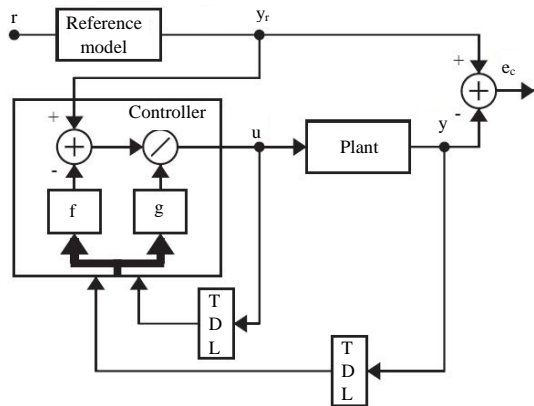 r
Reference
model
yr
+
ec
-
Controller
+
-
u
Plant
y
f
g
T
D
L
T
D
L